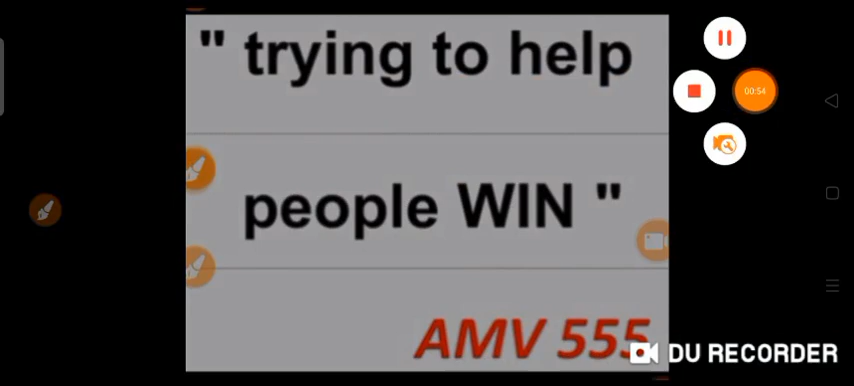 " trying to help
00:54
people WIN "
AMV 555
DU RECORDER